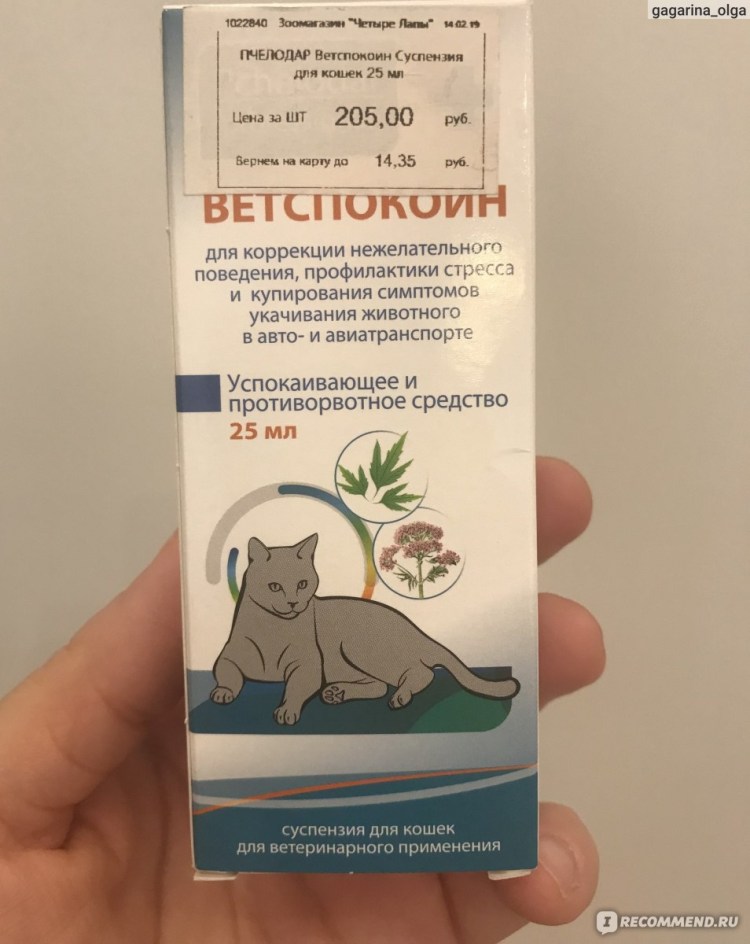 gagarina_olga
1022840 Зоомагазин "Четыре Лапы" 14.02.19
ПЧЕЛОДАР Ветспокоин Суспензия
для кошек 25 мл
Цена за ШТ 205,00 руб.
Вернем на карту до 14,35 руб.
ВЕТСПОКОИН
для коррекции нежелательного
поведения, профилактики стресса
и купирования симптомов
укачивания животного
в авто- и авиатранспорте
Успокаивающее и
противорвотное средство
25 мл
суспензия для кошек
для ветеринарного применения
I RECOMMEND.RU